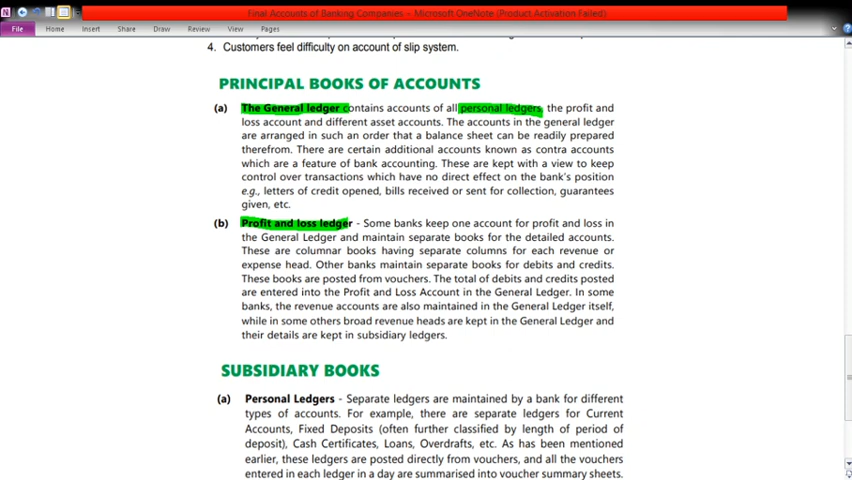 Final Accounts of Banking Companies - Microsoft OneNote (Product Activation Failed)
File Home Insert Share Draw Review View Pages
4. Customers feel difficulty on account of slip system.
PRINCIPAL BOOKS OF ACCOUNTS
(a) The General ledger contains accounts of all personal ledgers, the profit and
loss account and different asset accounts. The accounts in the general ledger
are arranged in such an order that a balance sheet can be readily prepared
therefrom. There are certain additional accounts known as contra accounts
which are a feature of bank accounting. These are kept with a view to keep
control over transactions which have no direct effect on the bank's position
e.g., letters of credit opened, bills received or sent for collection, guarantees
given, etc.
(b) Profit and loss ledger - Some banks keep one account for profit and loss in
the General Ledger and maintain separate books for the detailed accounts.
These are columnar books having separate columns for each revenue or
expense head. Other banks maintain separate books for debits and credits.
These books are posted from vouchers. The total of debits and credits posted
are entered into the Profit and Loss Account in the General Ledger. In some
banks, the revenue accounts are also maintained in the General Ledger itself,
while in some others broad revenue heads are kept in the General Ledger and
their details are kept in subsidiary ledgers.
SUBSIDIARY BOOKS
(a) Personal Ledgers - Separate ledgers are maintained by a bank for different
types of accounts. For example, there are separate ledgers for Current
Accounts, Fixed Deposits (often further classified by length of period of
deposit), Cash Certificates, Loans, Overdrafts, etc. As has been mentioned
earlier, these ledgers are posted directly from vouchers, and all the vouchers
entered in each ledger in a day are summarised into voucher summary sheets.